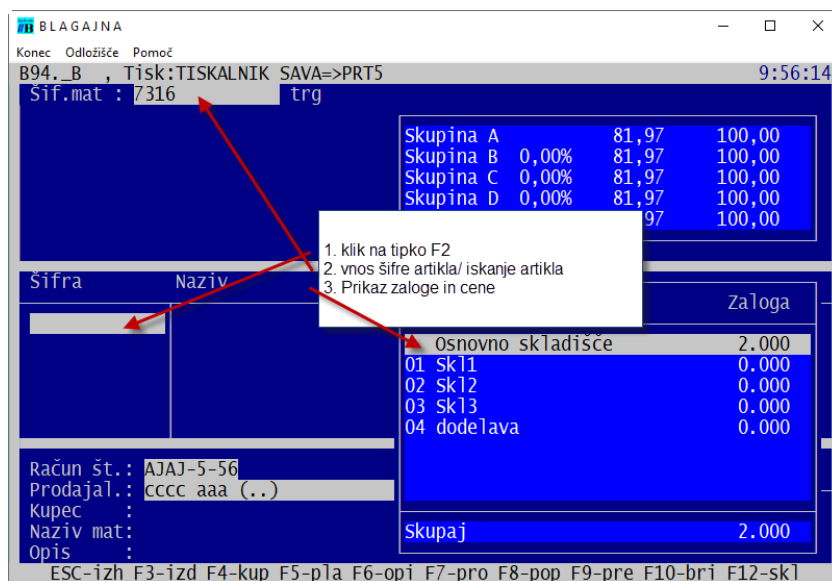 BLAGAJNA
Konec Odložišče Pomoč
B94._B , Tisk:TISKALNIK SAVA=>PRT5 9:56:14
Šif.mat : 7316 trg
Skupina A 81,97 100,00
Skupina B 0,00% 81,97 100,00
Skupina C 0,00% 81,97 100,00
Skupina D 0,00% 81,97 100,00
97 100,00
1. klik na tipko F2
2. vnos šifre artikla/ iskanje artikla
3. Prikaz zaloge in cene
Šifra Naziv
Zaloga
Osnovno skladišče 2.000
01 Skl1 0.000
02 Skl2 0.000
03 Skl3 0.000
04 dodelava 0.000
Račun št.: AJAJ-5-56
Prodajal.: cccc aaa (..)
Kupec :
Naziv mat:
Opis :
Skupaj 2.000
ESC-izh F3-izd F4-kup F5-pla F6-opi F7-pro F8-pop F9-pre F10-bri F12-skl